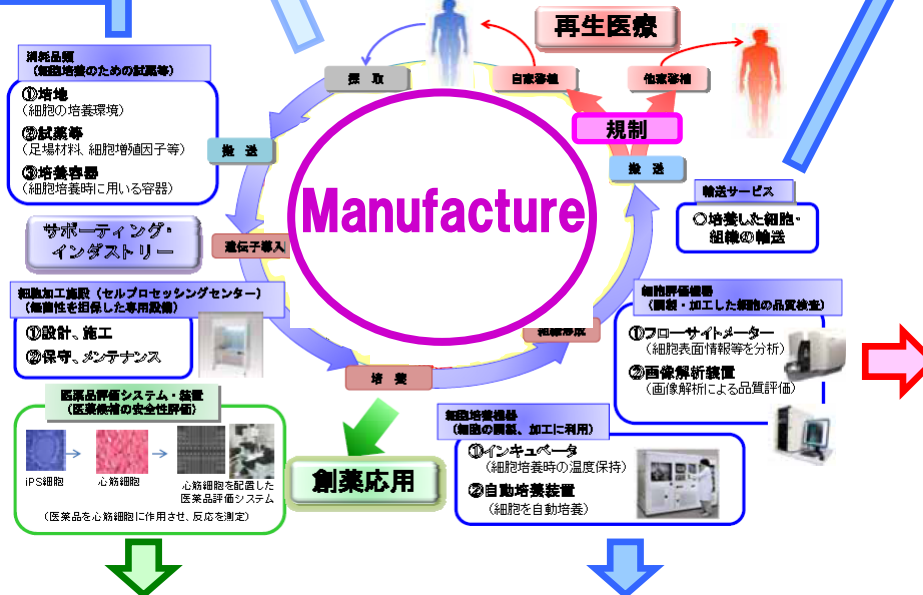 再生医療
消耗品類
（細胞培養のための試薬等）
①培地
（細胞の培養環境）
②試薬等
（足場材料、細胞増殖因子等）
③培養容器
（細胞培養時に用いる容器）
採 取
自家移植
他家移植
規制
搬 送
搬 送
輸送サービス
○培養した細胞・
組織の輸送
Manufacture
サポーティング・
インダストリー
遺伝子導入
細胞加工施設（セルプロセッシングセンター）
（無菌性を担保した専用設備）
①設計、施工
②保守、メンテナンス
組織形成
培 養
細胞評価機器
（調製・加工した細胞の品質検査）
①フローサイトメーター
（細胞表面情報等を分析）
②画像解析装置
（画像解析による品質評価）
医薬品評価システム・装置
（医薬候補の安全性評価）
iPS細胞
心筋細胞
心筋細胞を配置した
医薬品評価システム
（医薬品を心筋細胞に作用させ、反応を測定）
創薬応用
細胞培養機器
（細胞の調製、加工に利用）
①インキュベータ
（細胞培養時の温度保持）
②自動培養装置
（細胞を自動培養）